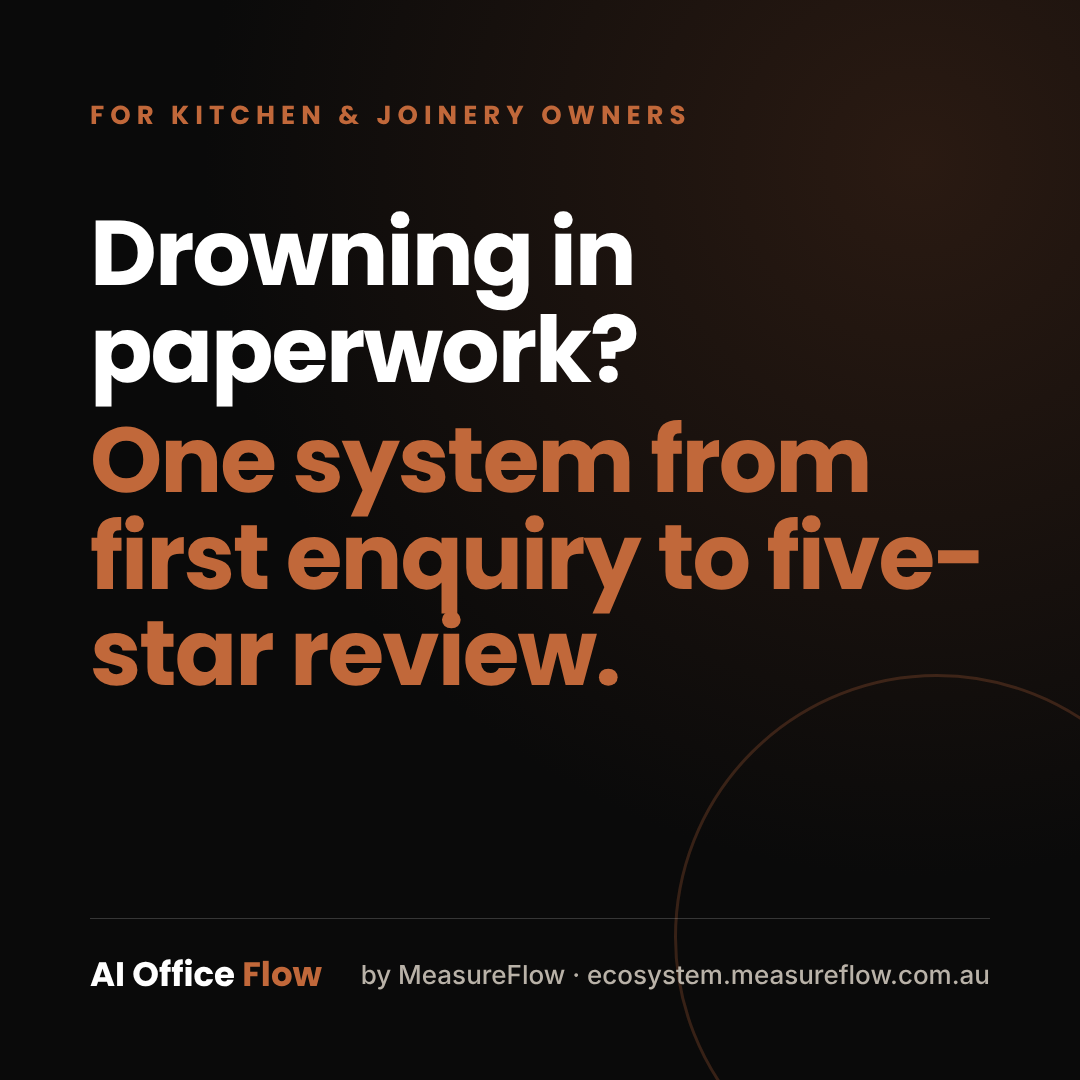 FOR KITCHEN & JOINERY OWNERS
Drowning in
paperwork?
One system from
first enquiry to five-
star review.
AI Office Flow by MeasureFlow · ecosystem.measureflow.com.au